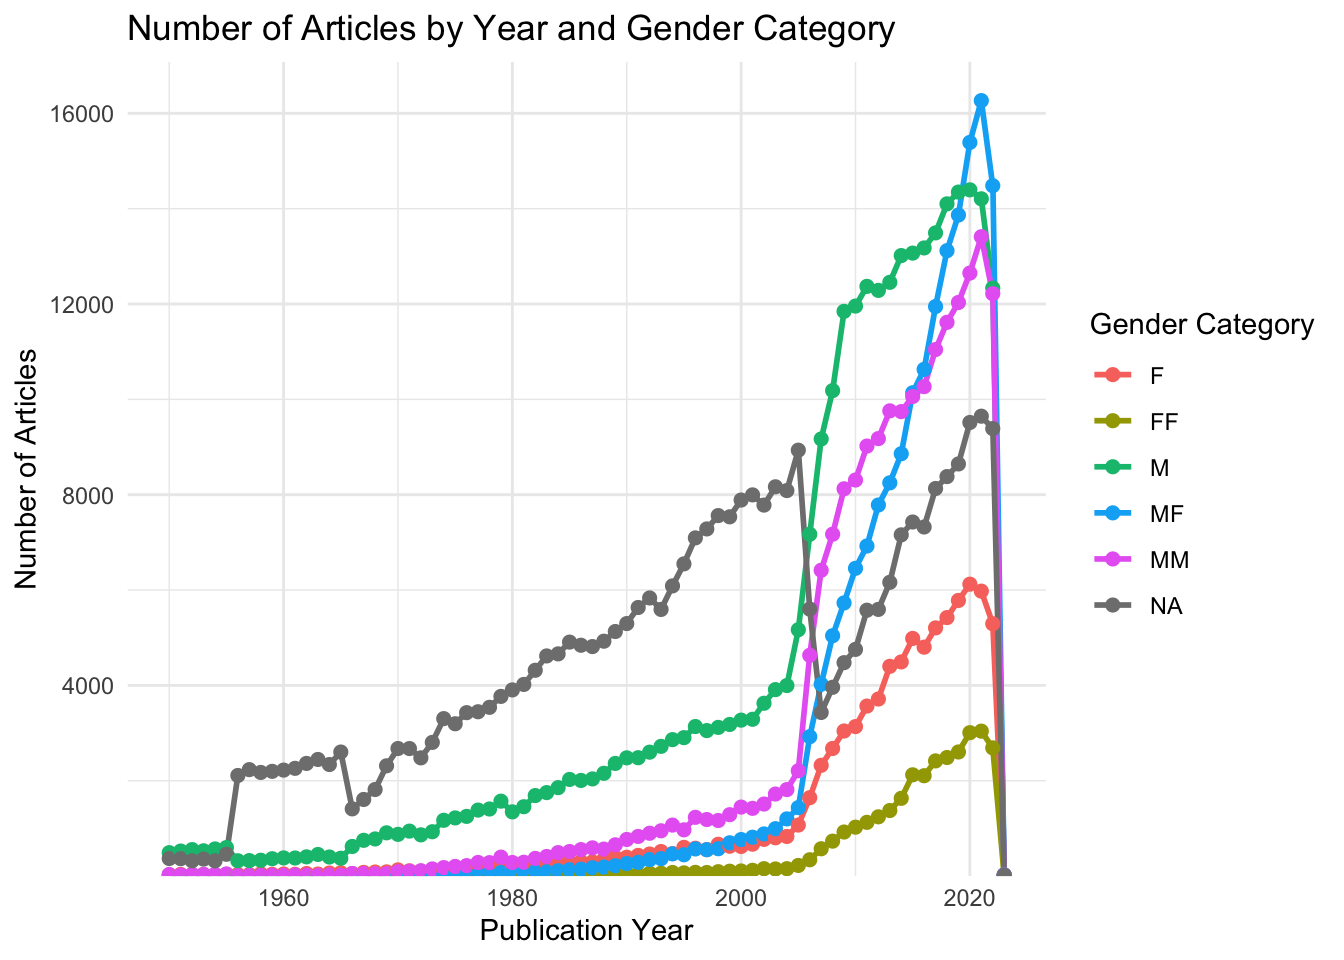 Number of Articles by Year and Gender Category
16000
12000
8000
4000
Number of Articles
1960
1980
2000
2020
Publication Year
Gender Category
F
FF
M
MF
MM
NA